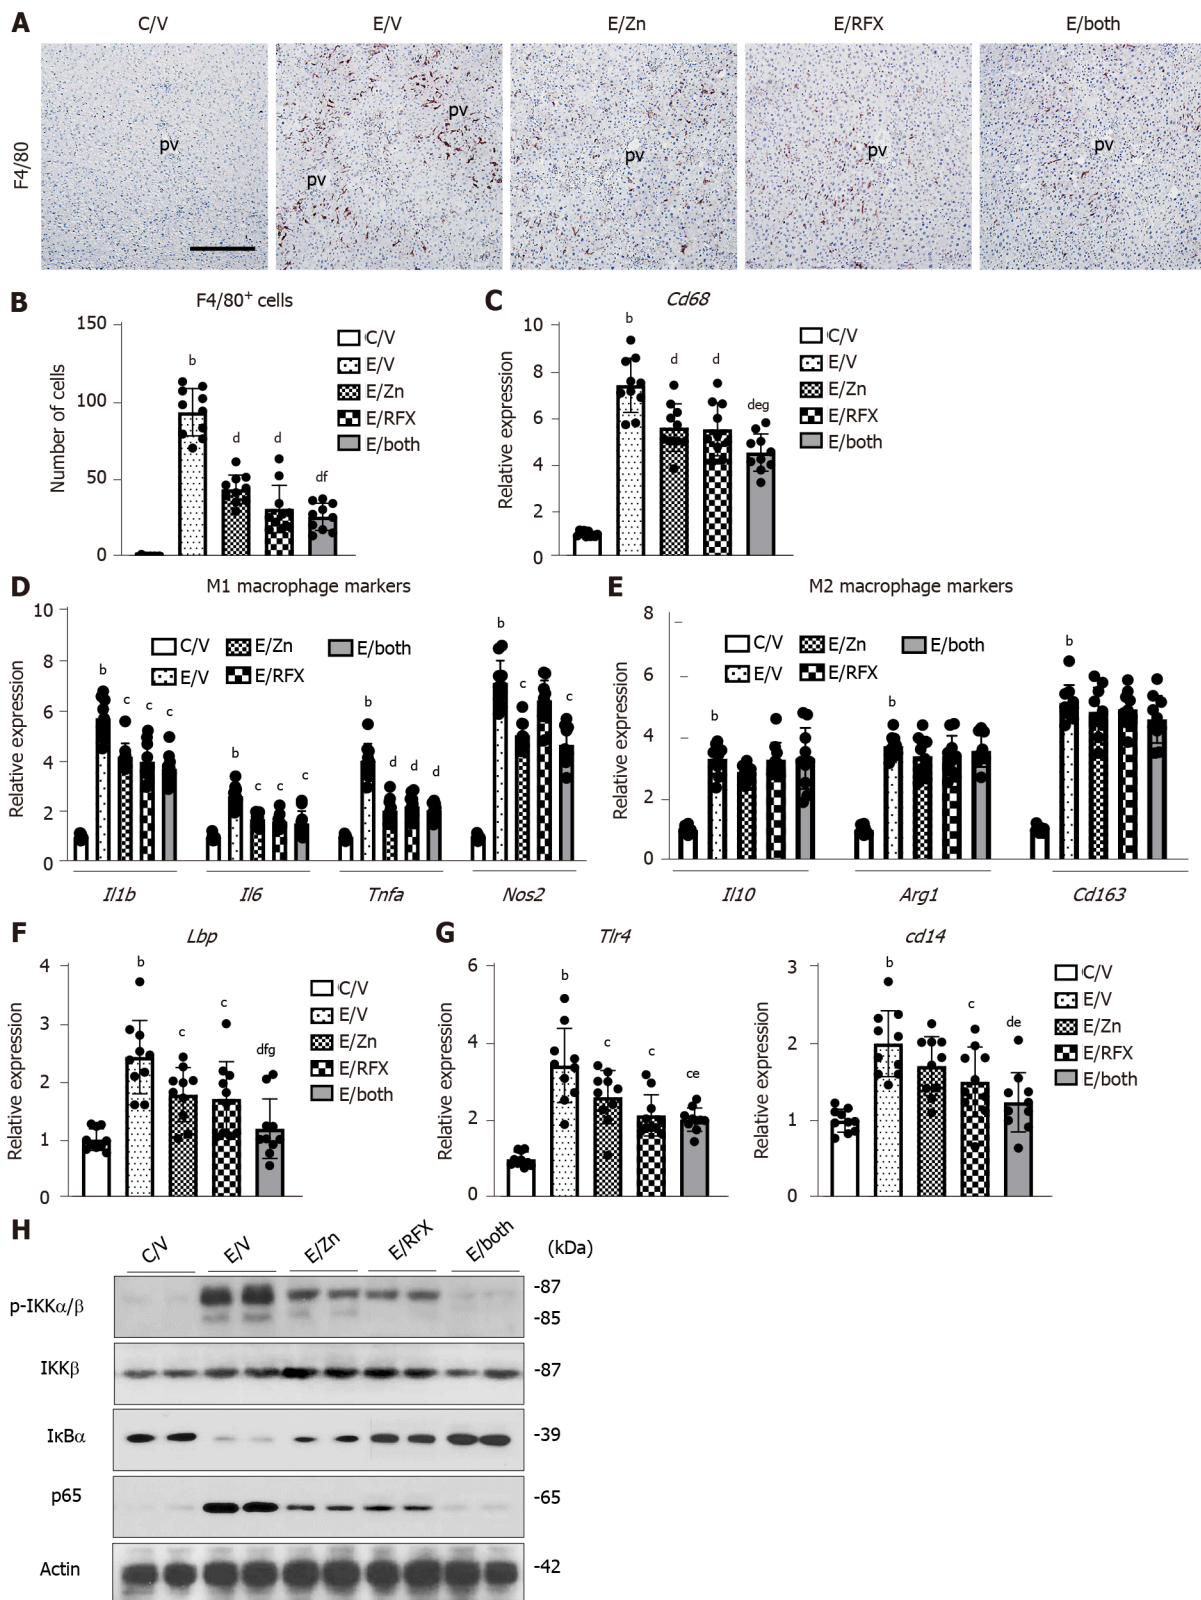 A
C/V E/V E/Zn E/RFX E/both
F4/80
pv
pv
pv
pv
pv
pv
B
F4/80+ cells
Number of cells
150
100
50
0
b
d
d
df
C/V
E/V
E/Zn
E/RFX
E/both
C
Cd68
Relative expression
10
8
6
4
2
0
b
d
d
deg
C/V
E/V
E/Zn
E/RFX
E/both
D
M1 macrophage markers
Relative expression
10
8
6
4
2
0
C/V E/Zn E/both
E/V E/RFX
b c c c
b c c c
b d d d
b c c
Il1b Il6 Tnfa Nos2
E
M2 macrophage markers
Relative expression
8
6
4
2
0
C/V E/Zn E/both
E/V E/RFX
b
b
b
Il10 Arg1 Cd163
F
Lbp
Relative expression
4
3
2
1
0
b
c
c
dfg
C/V
E/V
E/Zn
E/RFX
E/both
G
Tlr4
Relative expression
6
4
2
0
b
c
c
ce
cd14
Relative expression
3
2
1
0
b
c
de
C/V
E/V
E/Zn
E/RFX
E/both
H
C/V E/V E/Zn E/RFX E/both (kDa)
p-IKKα/β -87
-85
IKKβ -87
IκBα -39
p65 -65
Actin -42